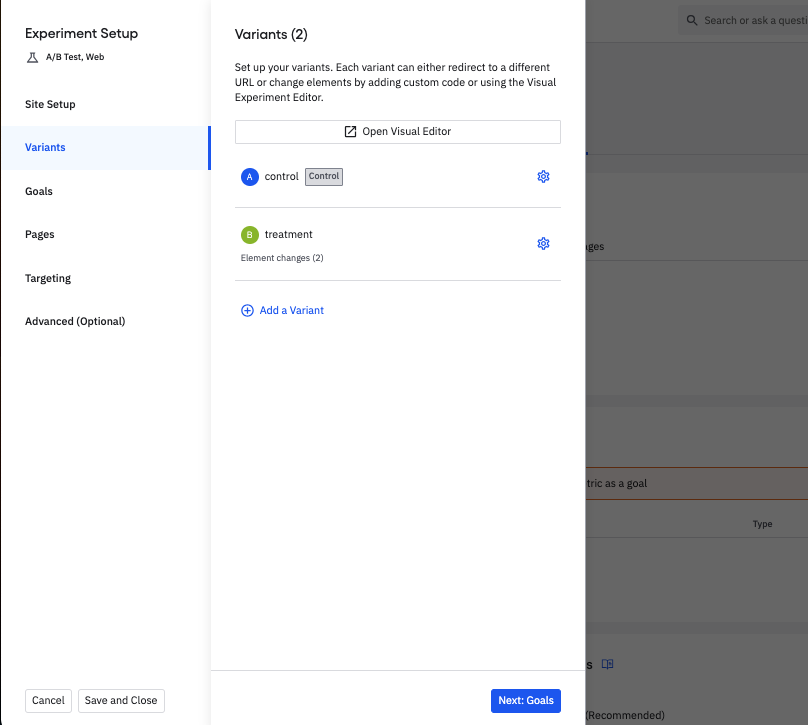 Experiment Setup
A/B Test, Web
Site Setup
Variants
Goals
Pages
Targeting
Advanced (Optional)
Cancel
Save and Close
Variants (2)
Set up your variants. Each variant can either redirect to a different
URL or change elements by adding custom code or using the Visual
Experiment Editor.
Open Visual Editor
A control Control
B treatment
Element changes (2)
Add a Variant
Next: Goals
Search or ask a questi
ges
tric as a goal
Type
s
(Recommended)